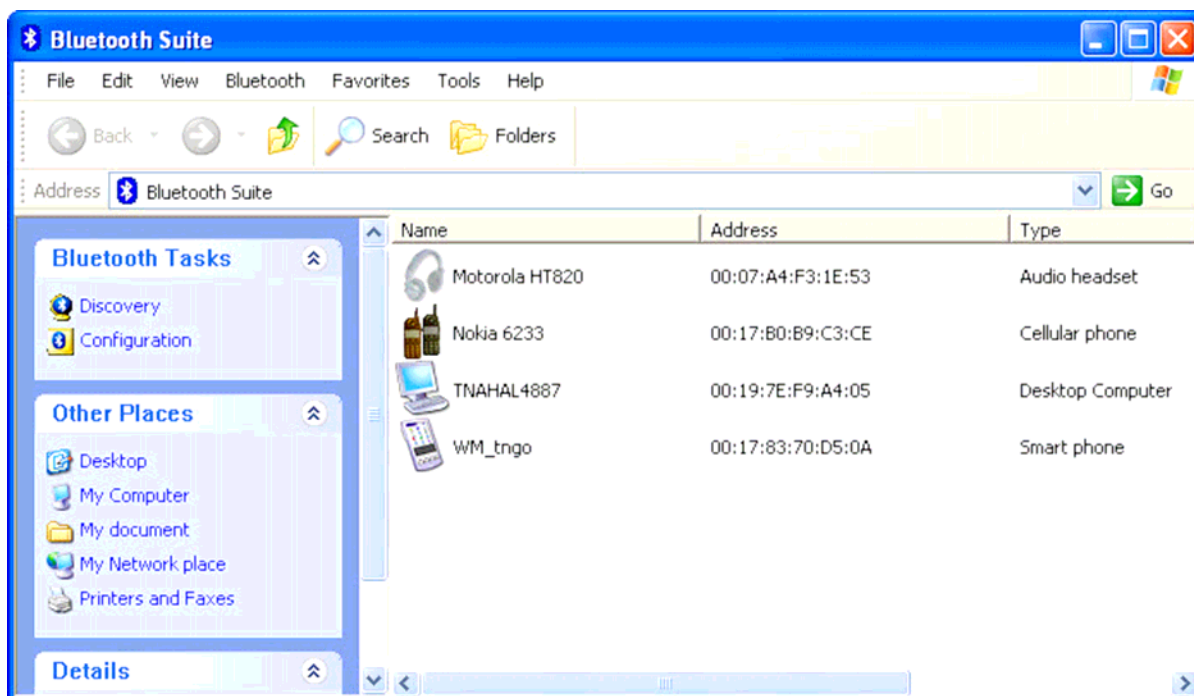 Bluetooth Suite
File Edit View Bluetooth Favorites Tools Help
Back Search Folders
Address Bluetooth Suite Go
Name Address Type
Bluetooth Tasks
Discovery
Configuration
Other Places
Desktop
My Computer
My document
My Network place
Printers and Faxes
Details
Motorola HT820 00:07:A4:F3:1E:53 Audio headset
Nokia 6233 00:17:B0:B9:C3:CE Cellular phone
TNAHAL4887 00:19:7E:F9:A4:05 Desktop Computer
WM_tngo 00:17:83:70:D5:0A Smart phone